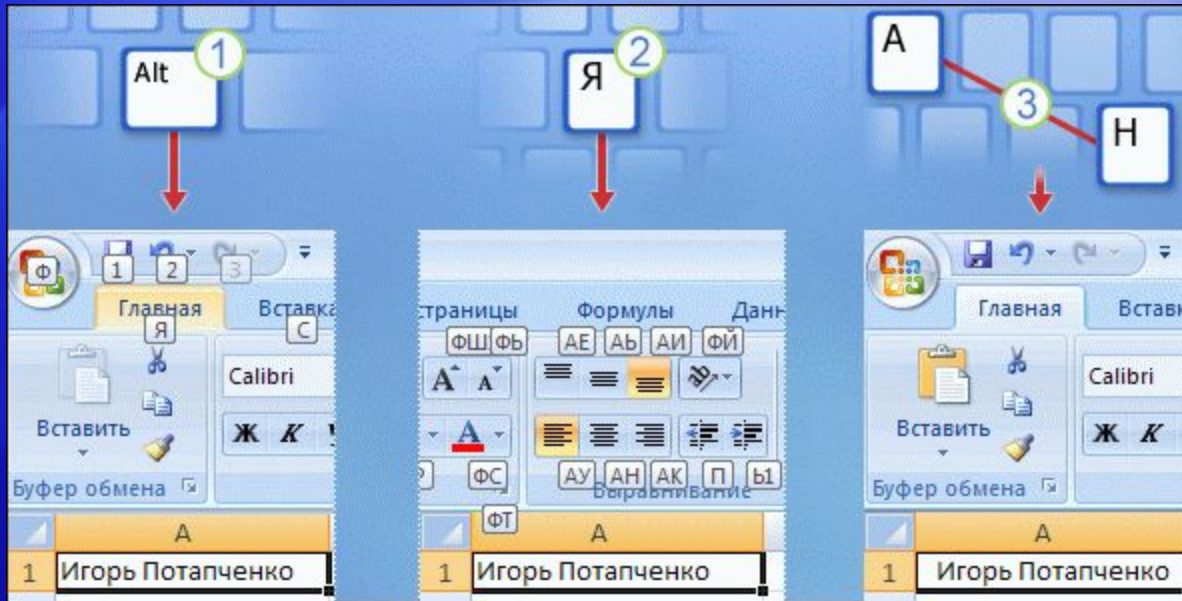 Alt 1
Ф 1 2 3
Главная Вставка
Я С
Calibri
Вставить Ж К
Буфер обмена
A
1 Игорь Потапченко
Я 2
страницы Формулы Данн
ФШ ФЬ АЕ АЬ АИ ФЙ
A A
A
ФС АУ АН АК П Ы1
Выравнивание
ФТ
A
1 Игорь Потапченко
А 3 Н
Главная Встав
Calibri
Вставить Ж К
Буфер обмена
A
1 Игорь Потапченко